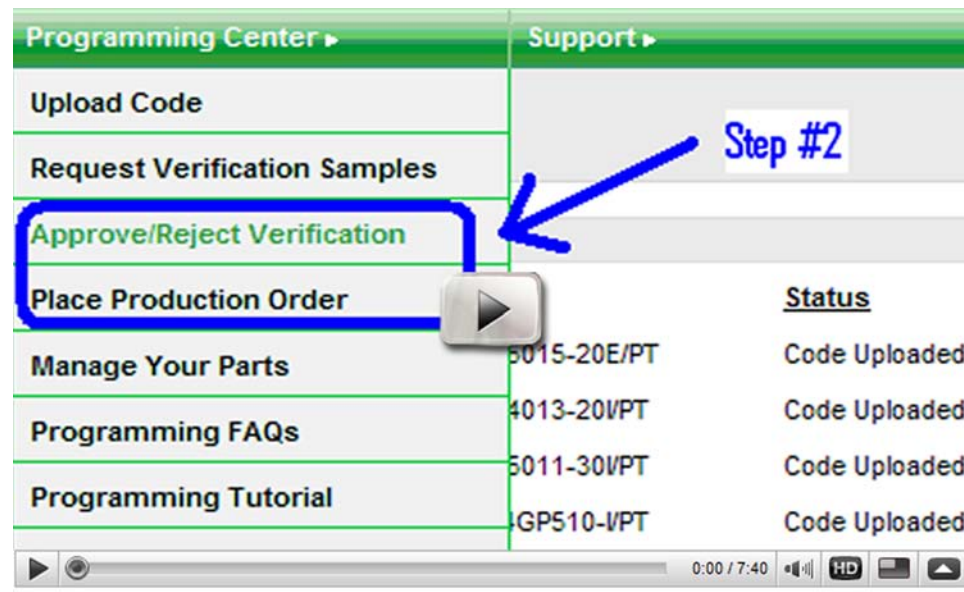 Programming Center ▸ Support ▸
Upload Code
Step #2
Request Verification Samples
Approve/Reject Verification
Place Production Order
Status
Manage Your Parts
5015-20E/PT Code Uploaded
4013-20I/PT Code Uploaded
Programming FAQs
5011-30I/PT Code Uploaded
Programming Tutorial
GP510-I/PT Code Uploaded
0:00 / 7:40 HD